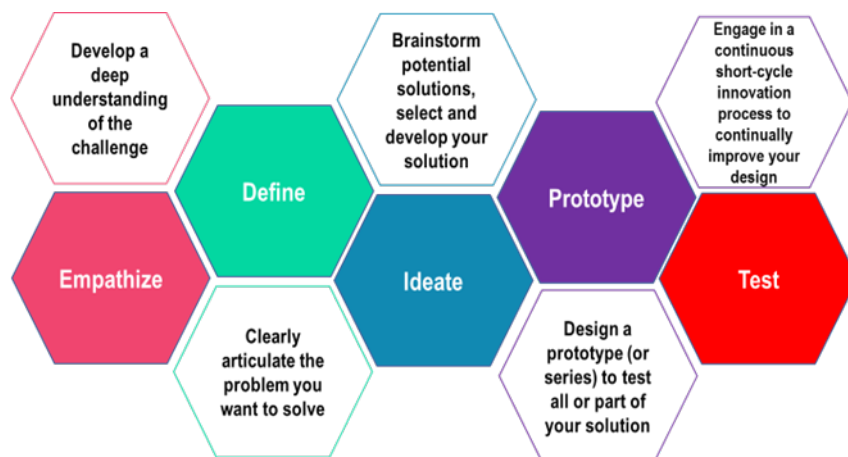 Develop a
deep
understanding
of the
challenge
Empathize
Define
Clearly
articulate the
problem you
want to solve
Brainstorm
potential
solutions,
select and
develop your
solution
Ideate
Prototype
Design a
prototype (or
series) to test
all or part of
your solution
Engage in a
continuous
short-cycle
innovation
process to
continually
improve your
design
Test